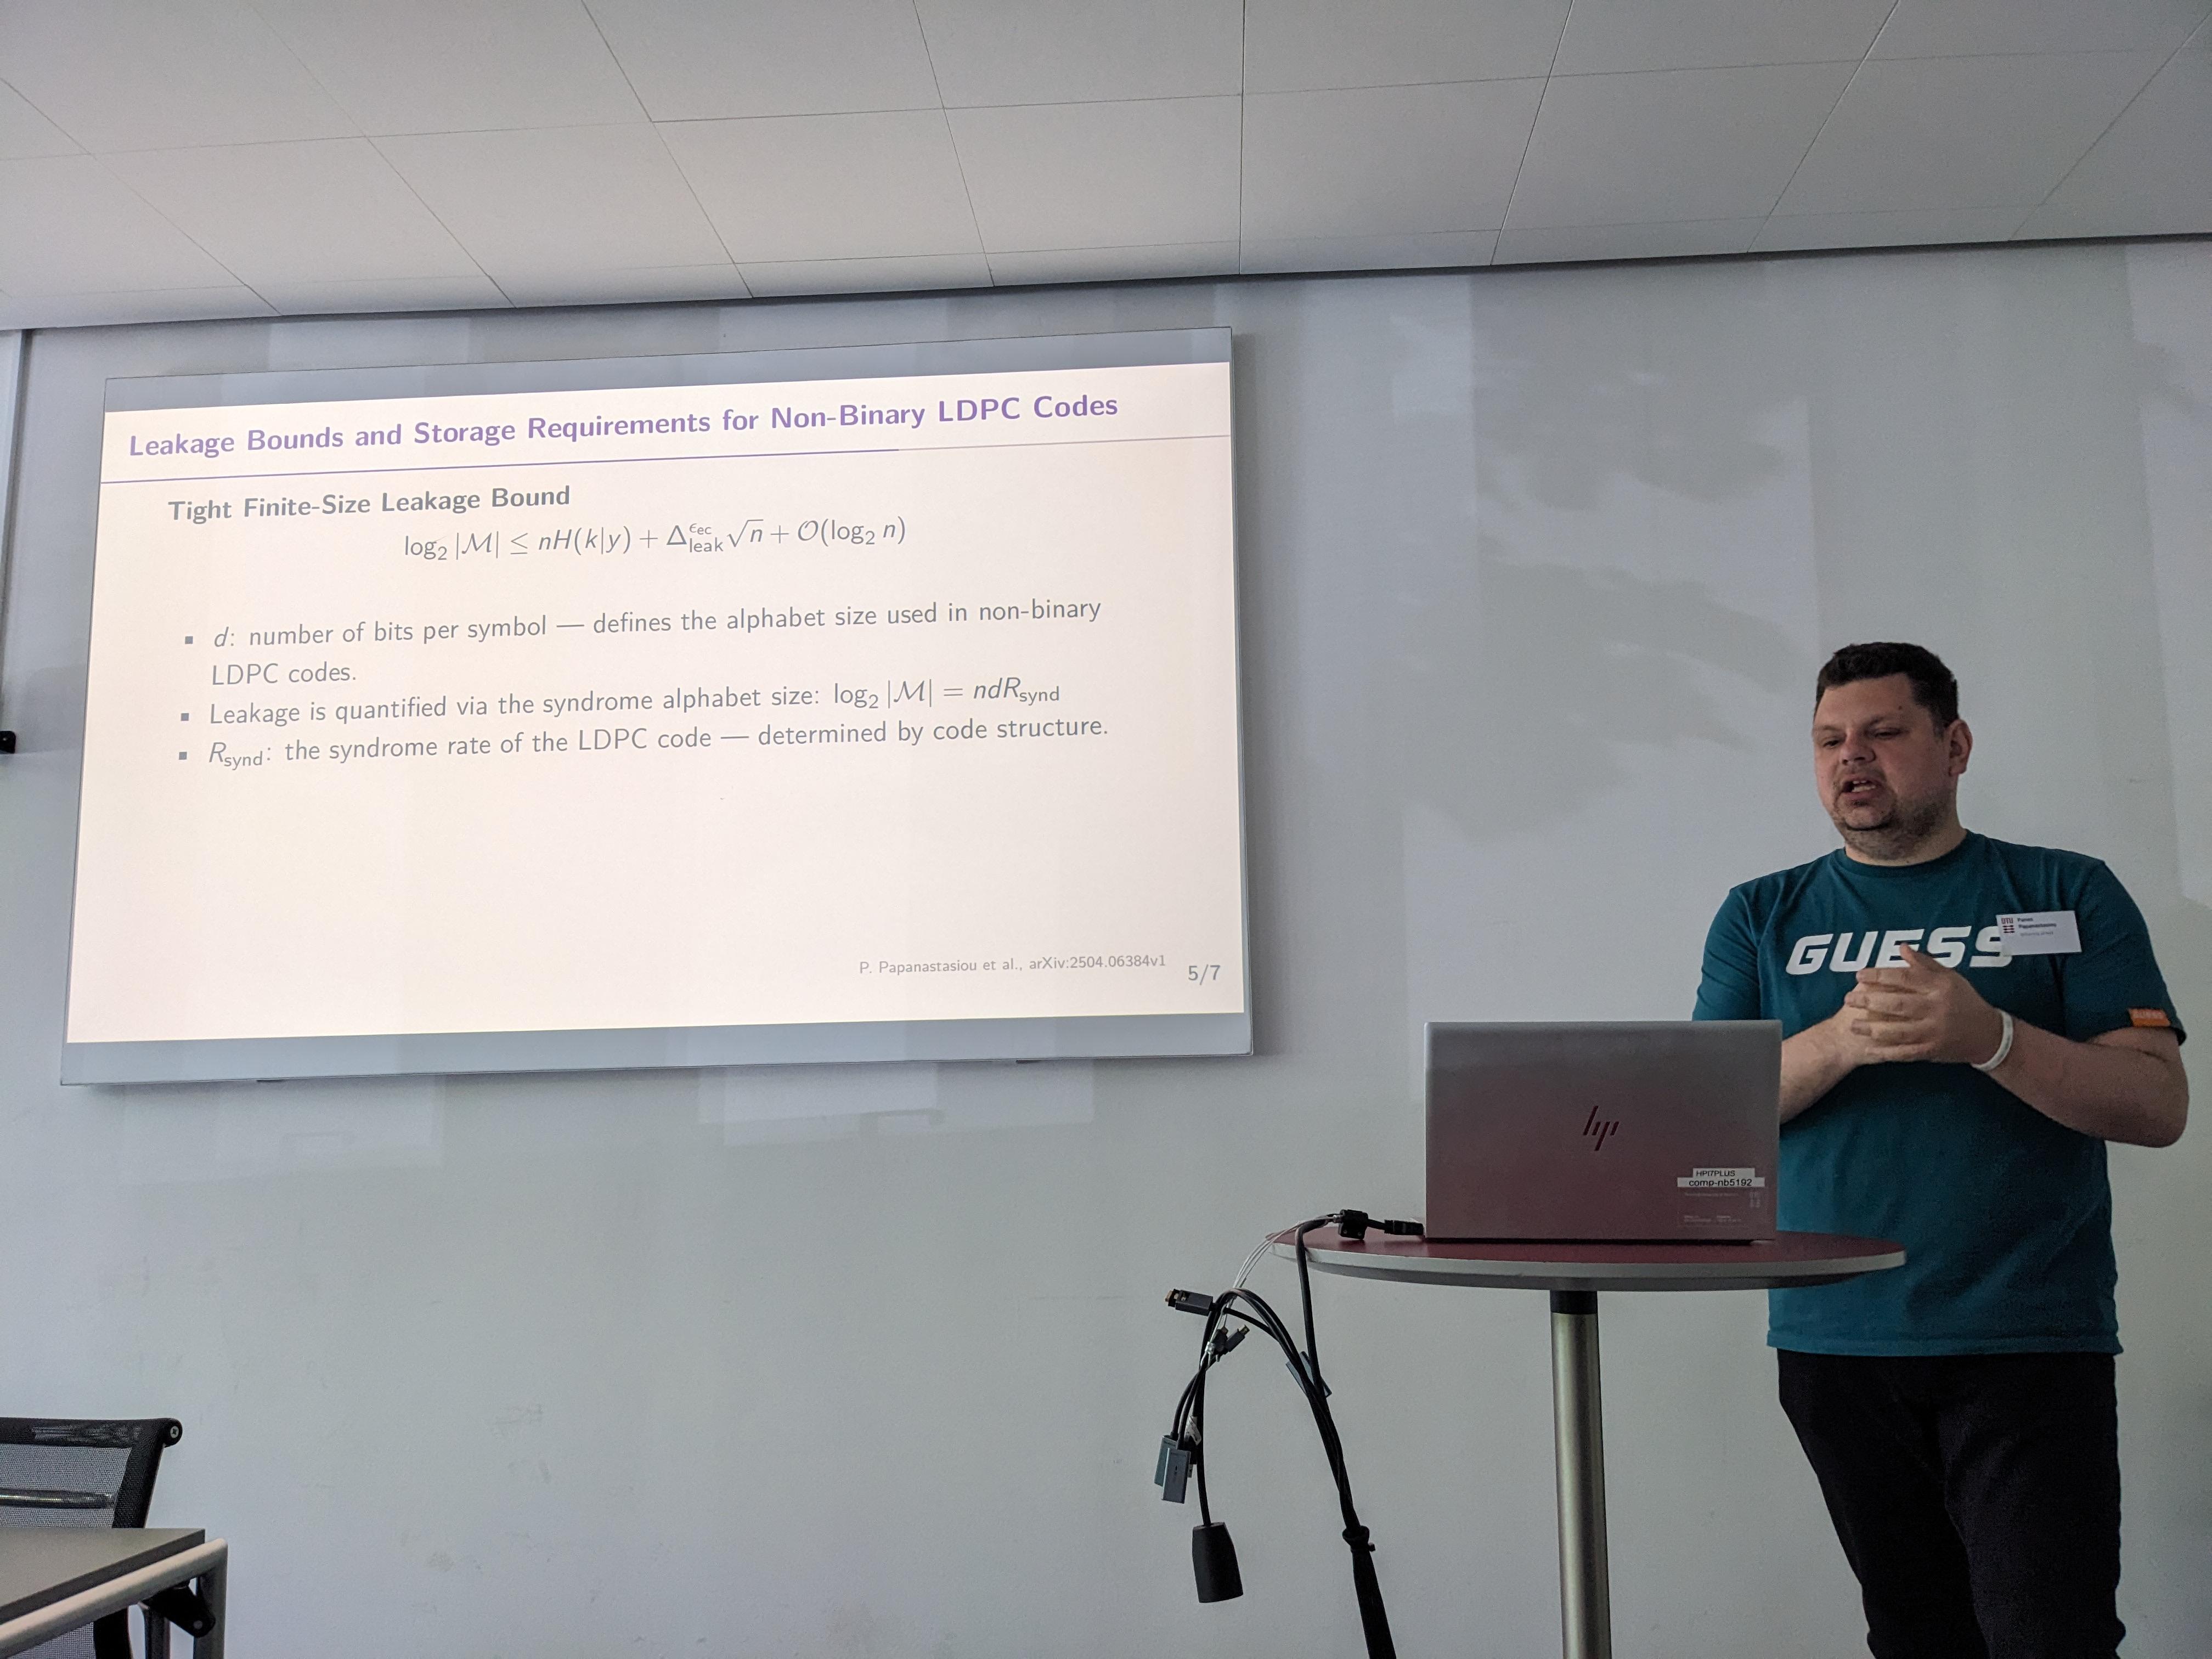 Leakage Bounds and Storage Requirements for Non-Binary LDPC Codes
Tight Finite-Size Leakage Bound
log₂ |ℳ| ≤ nH(k|y) + Δ^{ϵ_ec}_{leak} √n + 𝒪(log₂ n)
▪ d: number of bits per symbol — defines the alphabet size used in non-binary
LDPC codes.
▪ Leakage is quantified via the syndrome alphabet size: log₂ |ℳ| = ndR_synd
▪ R_synd: the syndrome rate of the LDPC code — determined by code structure.
P. Papanastasiou et al., arXiv:2504.06384v1
5/7
GUESS
Papanastasiou
hp
HPI7PLUS
comp-nb5192